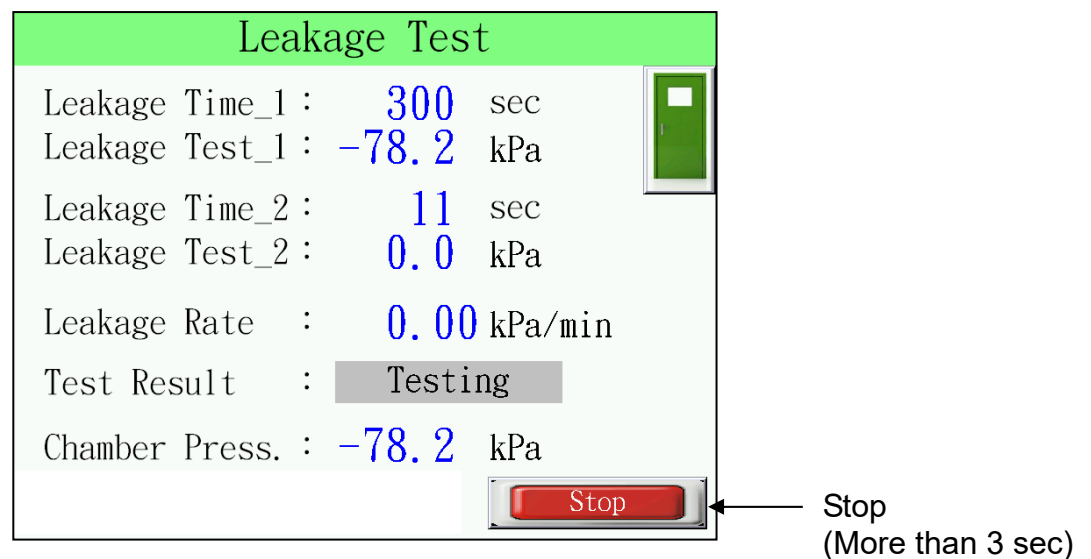 Leakage Test
Leakage Time_1: 300 sec
Leakage Test_1: -78.2 kPa
Leakage Time_2: 11 sec
Leakage Test_2: 0.0 kPa
Leakage Rate : 0.00 kPa/min
Test Result : Testing
Chamber Press. : -78.2 kPa
Stop
Stop
(More than 3 sec)